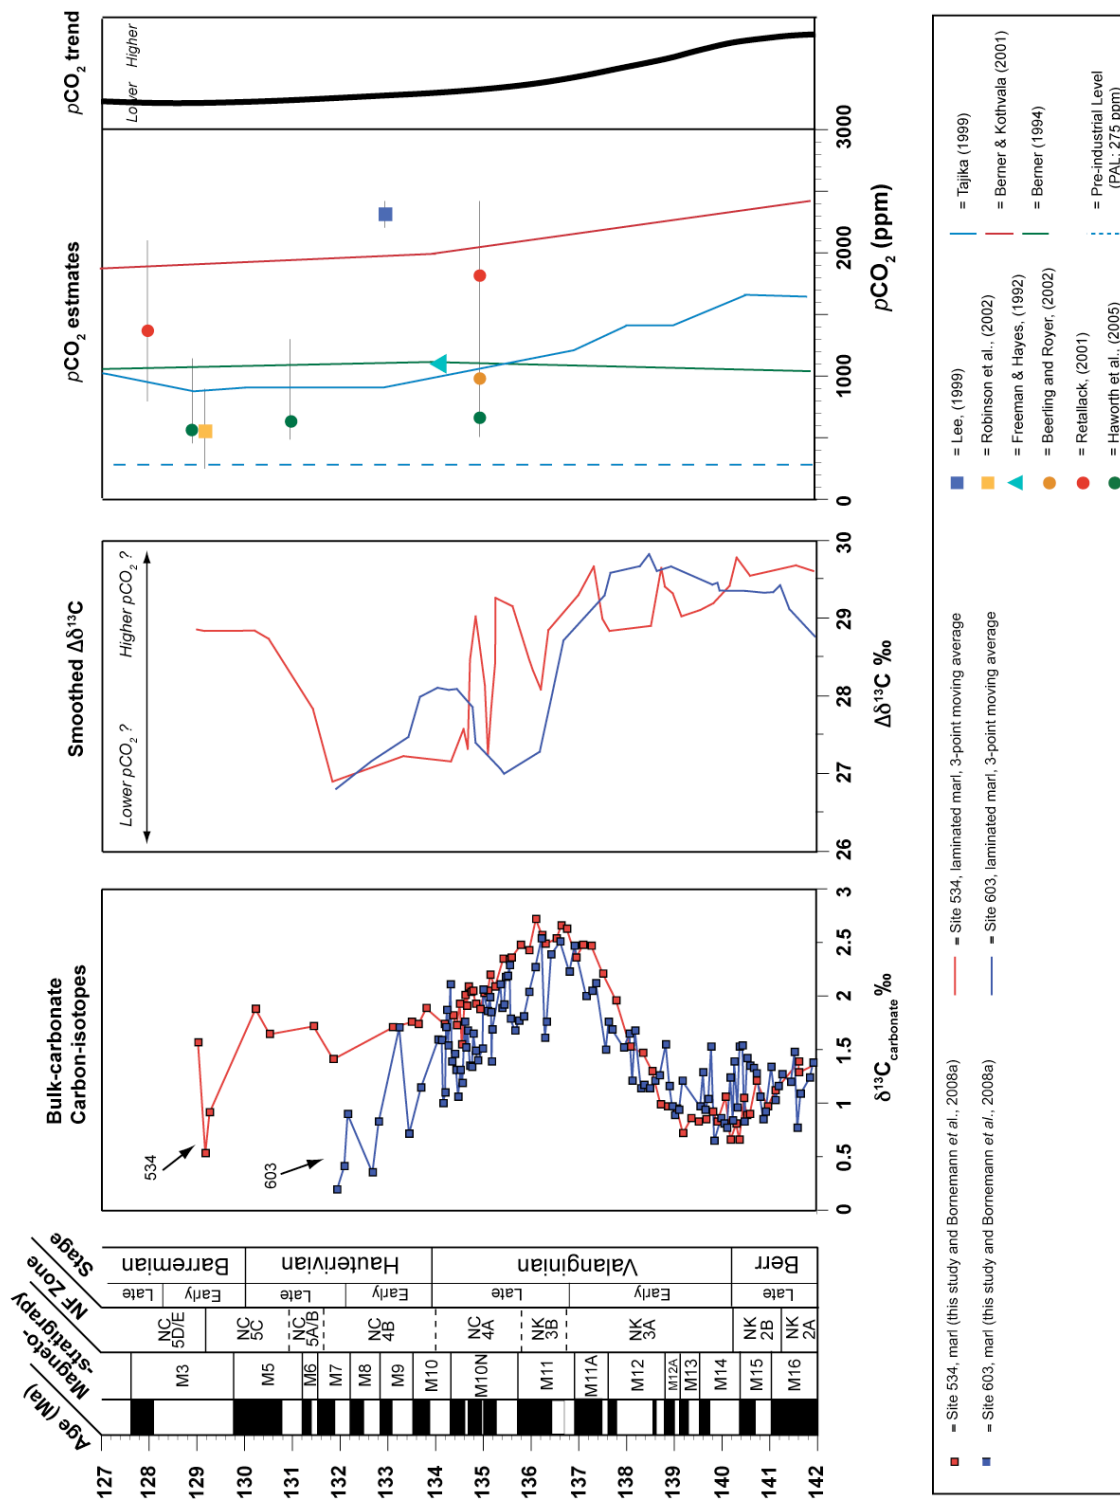 Age (Ma)
Magneto-
-stratigrapy
NF Zone
Stage
127
128
129
130
131
132
133
134
135
136
137
138
139
140
141
142
M3
M5
M6
M7
M8
M9
M10
M10N
M11
M11A
M12
M12A
M13
M14
M15
M16
NC
5D/E
NC
5C
NC
5A/B
NC
4B
NC
4A
NK
3B
NK
3A
NK
2B
NK
2A
Late
Early
Late
Early
Late
Early
Late
Barremian
Hauterivian
Valanginian
Berr
Bulk-carbonate
Carbon-isotopes
534
603
0
0.5
1
1.5
2
2.5
3
δ¹³C carbonate ‰
Smoothed Δδ¹³C
Lower pCO₂ ?
Higher pCO₂ ?
26
27
28
29
30
Δδ¹³C ‰
pCO₂ estmates
0
1000
2000
3000
pCO₂ (ppm)
pCO₂ trend
Lower
Higher
= Site 534, marl (this study and Bornemann et al., 2008a)
= Site 603, marl (this study and Bornemann et al., 2008a)
= Site 534, laminated marl, 3-point moving average
= Site 603, laminated marl, 3-point moving average
= Lee, (1999)
= Robinson et al., (2002)
= Freeman & Hayes, (1992)
= Beerling and Royer, (2002)
= Retallack, (2001)
= Haworth et al., (2005)
= Tajika (1999)
= Berner & Kothvala (2001)
= Berner (1994)
= Pre-industrial Level
(PAL; 275 ppm)